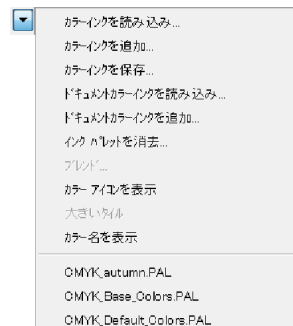 カラーインクを読み込み...
カラーインクを追加...
カラーインクを保存...
ドキュメントカラーインクを読み込み...
ドキュメントカラーインクを追加...
インク パレットを消去...
ブレンド...
カラー アイコンを表示
大きいタイル
カラー名を表示
CMYK_autumn.PAL
CMYK_Base_Colors.PAL
CMYK_Default_Colors.PAL